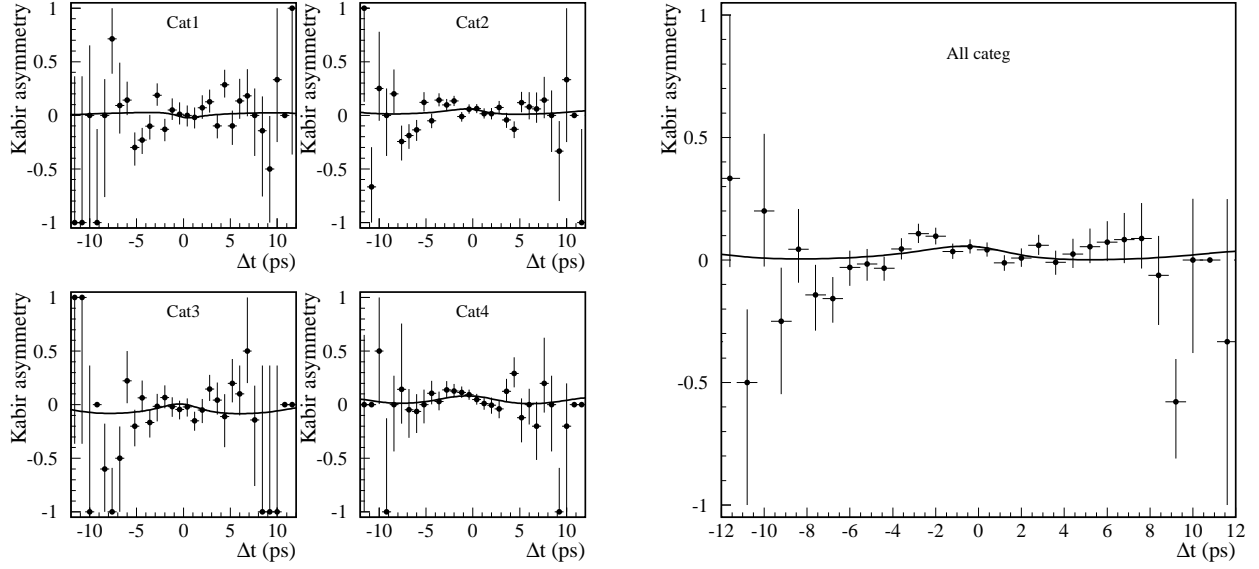 Kabir asymmetry
Cat1
1
0.5
0
-0.5
-1
-10 -5 0 5 10
Δt (ps)
Kabir asymmetry
Cat2
1
0.5
0
-0.5
-1
-10 -5 0 5 10
Δt (ps)
Kabir asymmetry
Cat3
1
0.5
0
-0.5
-1
-10 -5 0 5 10
Δt (ps)
Kabir asymmetry
Cat4
1
0.5
0
-0.5
-1
-10 -5 0 5 10
Δt (ps)
Kabir asymmetry
All categ
1
0.5
0
-0.5
-1
-12 -10 -8 -6 -4 -2 0 2 4 6 8 10 12
Δt (ps)